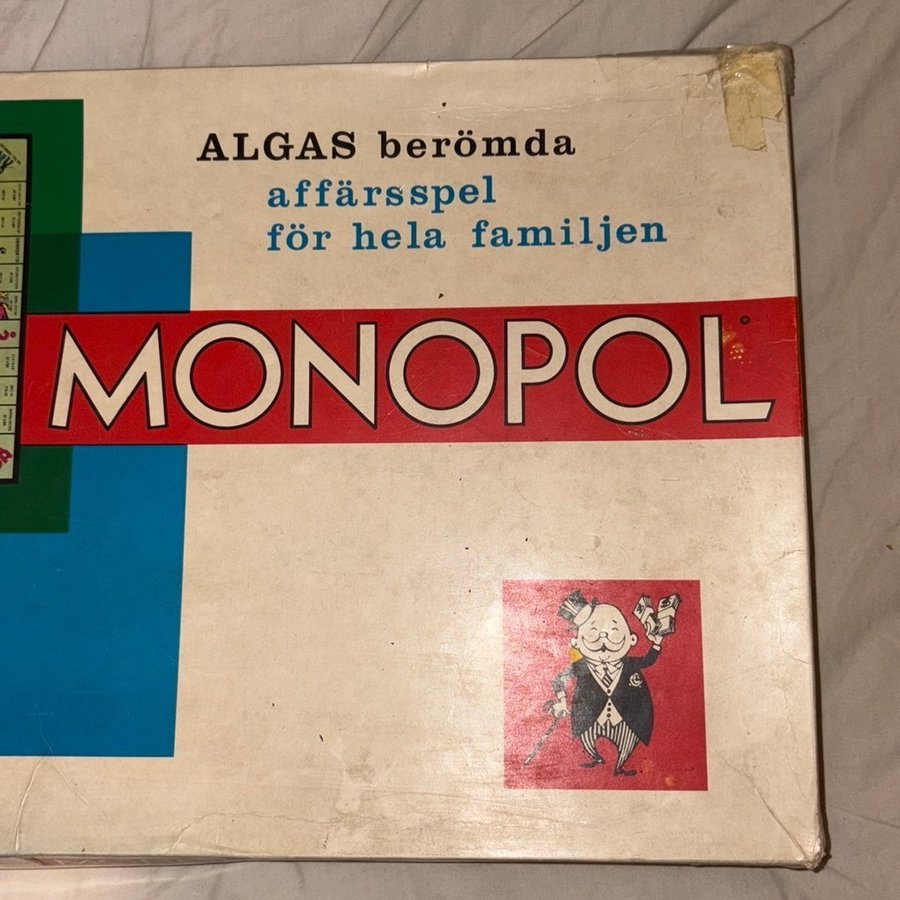 ALGAS berömda
affärsspel
för hela familjen
MONOPOL